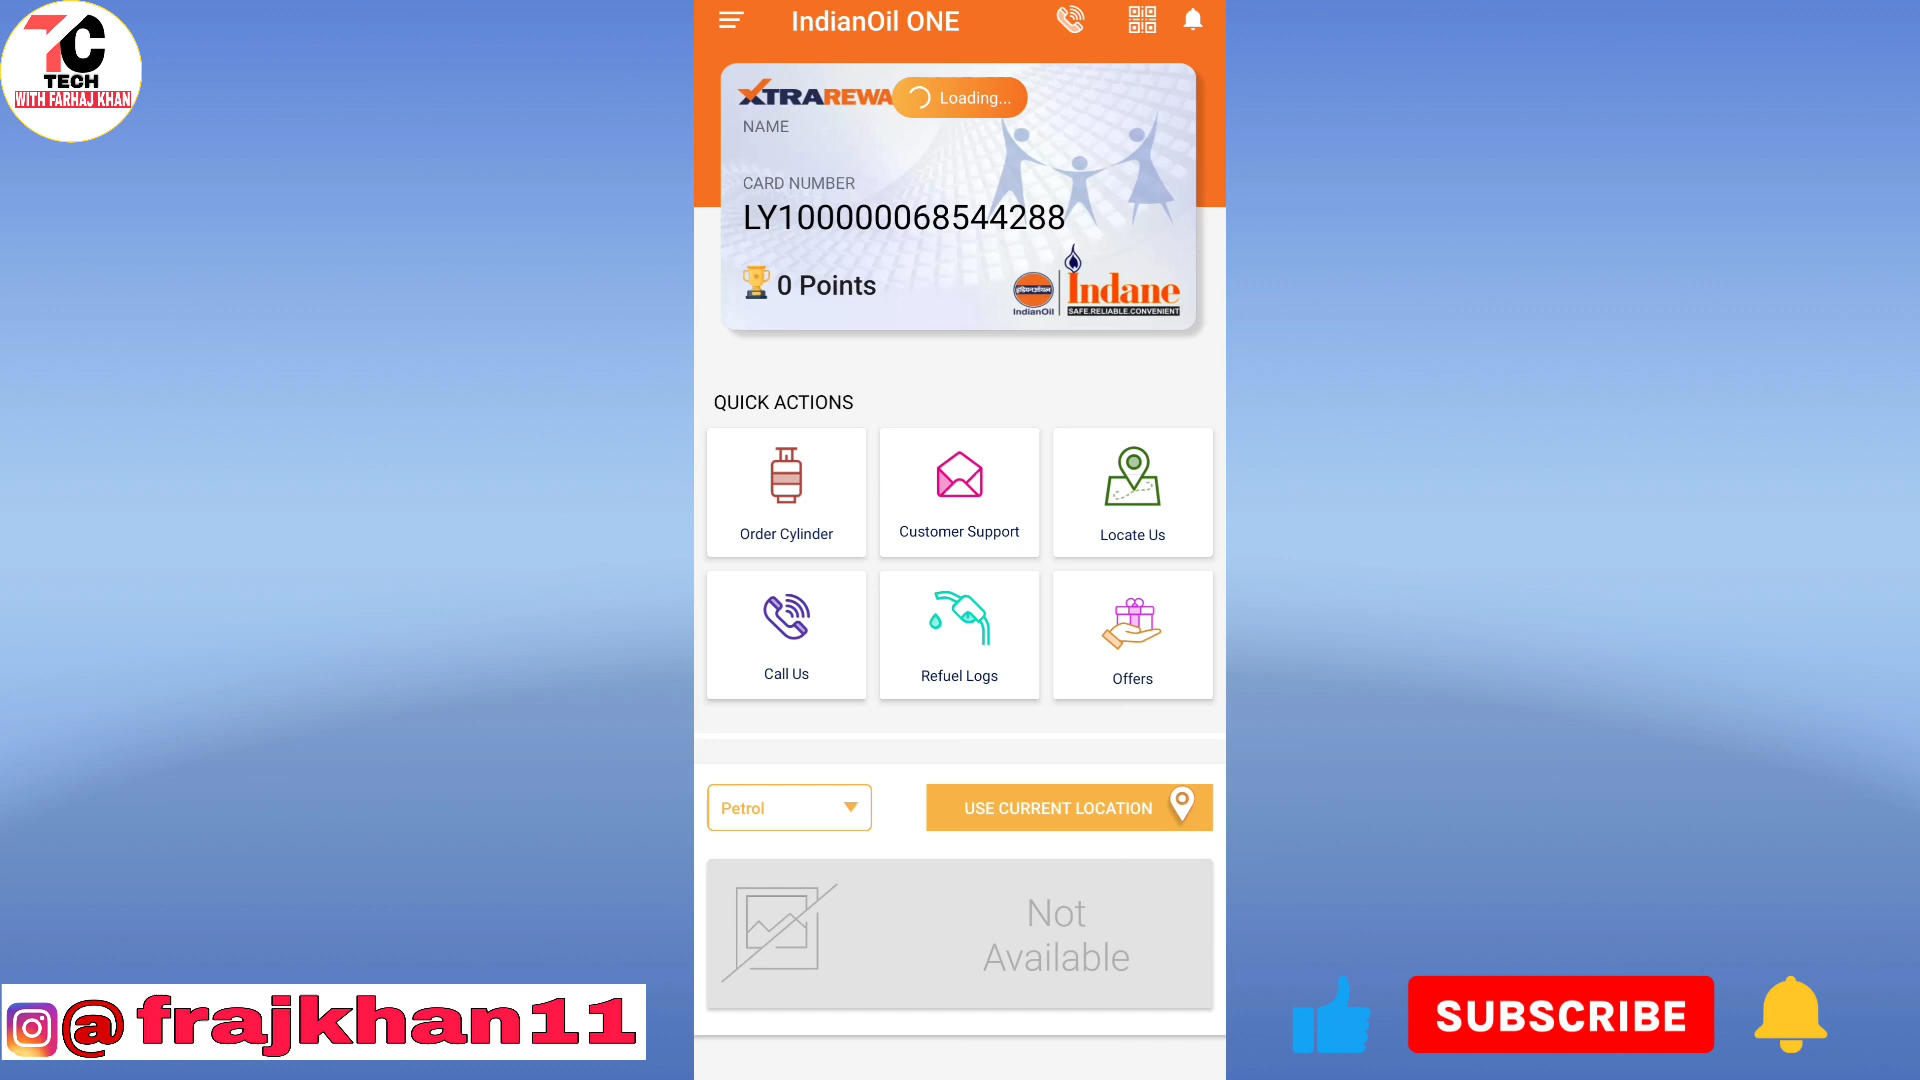 TC
TECH
WITH FARHAJ KHAN
IndianOil ONE
XTRAREWA
Loading...
NAME
CARD NUMBER
LY100000068544288
0 Points
इंडियनऑयल
IndianOil
Indane
SAFE.RELIABLE.CONVENIENT
QUICK ACTIONS
Order Cylinder
Customer Support
Locate Us
Call Us
Refuel Logs
Offers
Petrol
USE CURRENT LOCATION
Not
Available
@frajkhan11
SUBSCRIBE